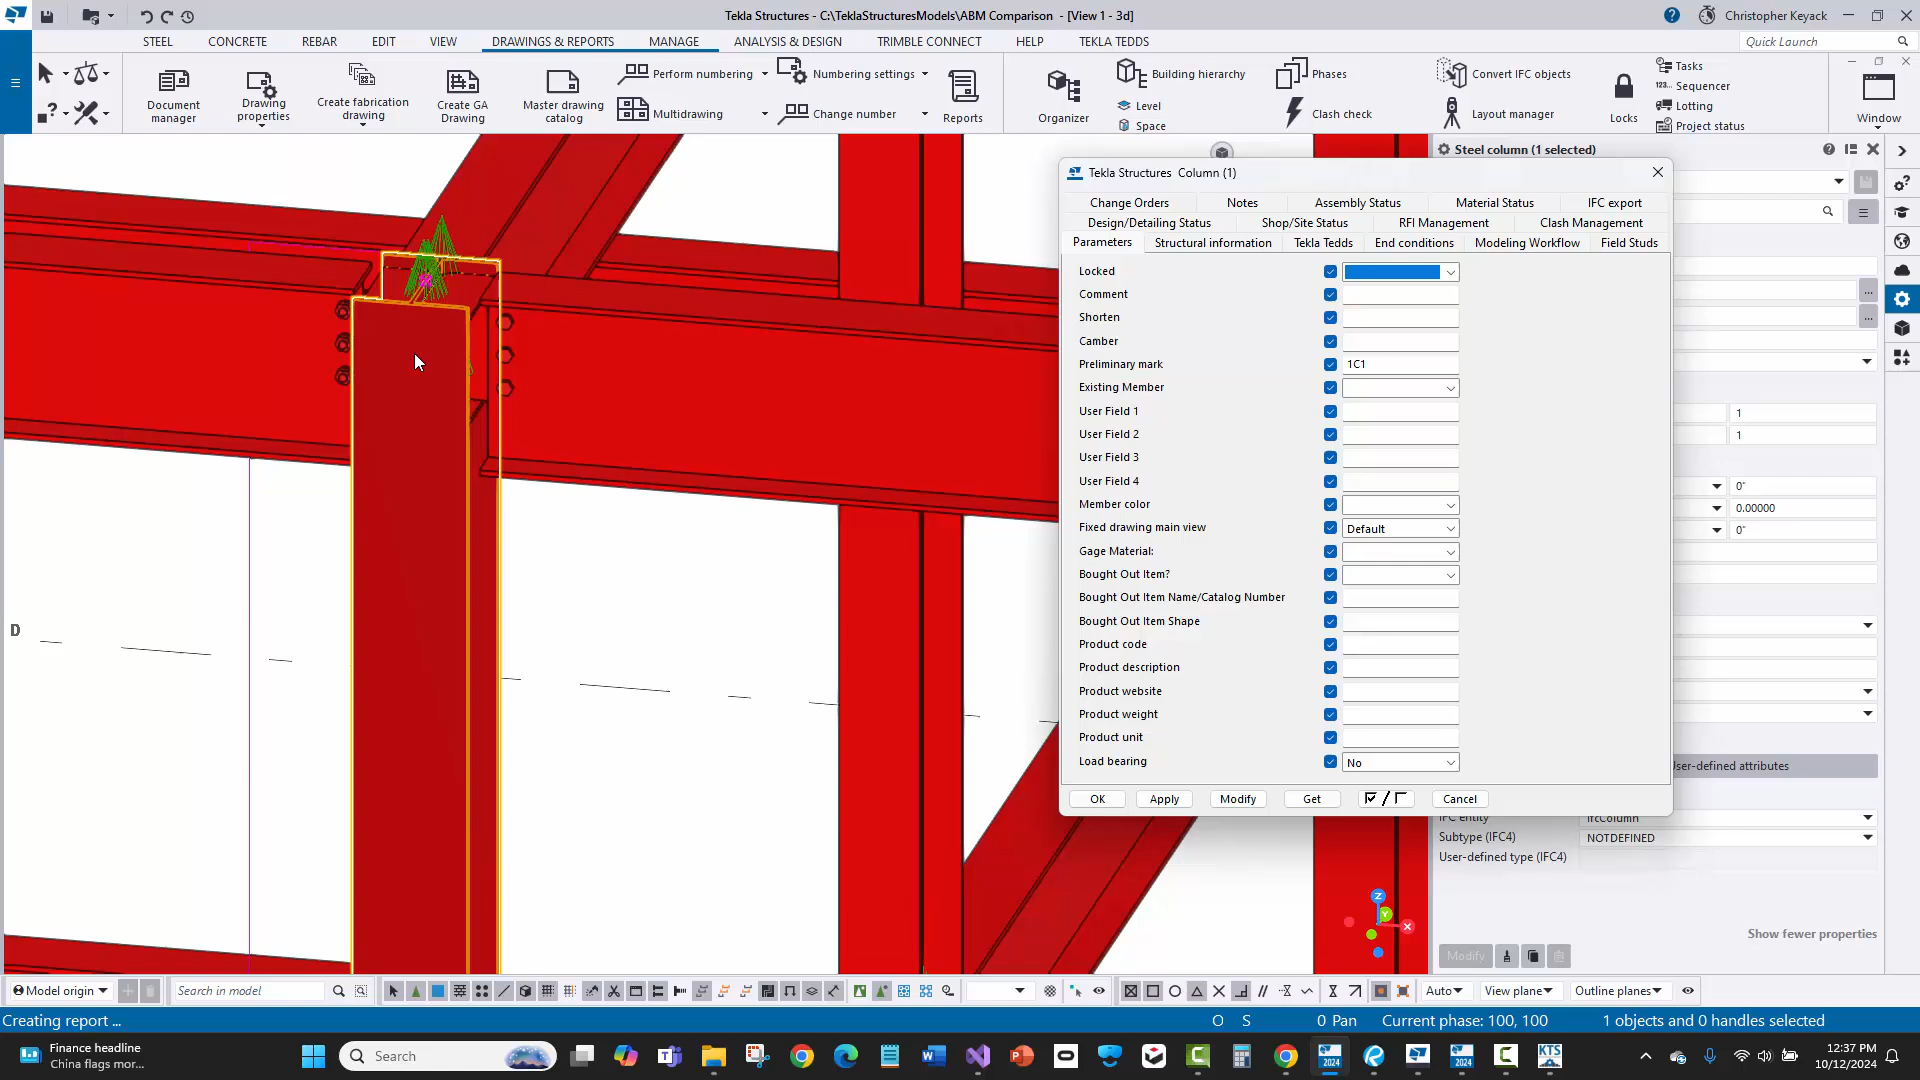 Tekla Structures - C:\TeklaStructuresModels\ABM Comparison - [View 1 - 3d]
Christopher Keyack
STEEL CONCRETE REBAR EDIT VIEW DRAWINGS & REPORTS MANAGE ANALYSIS & DESIGN TRIMBLE CONNECT HELP TEKLA TEDDS
Quick Launch
Document manager
Drawing properties
Create fabrication drawing
Create GA Drawing
Master drawing catalog
Perform numbering
Multidrawing
Numbering settings
Change number
Reports
Organizer
Building hierarchy
Level
Space
Phases
Clash check
Convert IFC objects
Layout manager
Locks
Tasks
Sequencer
Lotting
Project status
Window
Steel column (1 selected)
Tekla Structures Column (1)
Change Orders Notes Assembly Status Material Status IFC export
Design/Detailing Status Shop/Site Status RFI Management Clash Management
Parameters Structural information Tekla Tedds End conditions Modeling Workflow Field Studs
Locked
Comment
Shorten
Camber
Preliminary mark 1C1
Existing Member
User Field 1
User Field 2
User Field 3
User Field 4
Member color
Fixed drawing main view Default
Gage Material:
Bought Out Item?
Bought Out Item Name/Catalog Number
Bought Out Item Shape
Product code
Product description
Product website
Product weight
Product unit
Load bearing No
OK Apply Modify Get / Cancel
1
1
0"
0.00000
0"
User-defined attributes
IFC entity IfcColumn
Subtype (IFC4) NOTDEFINED
User-defined type (IFC4)
Show fewer properties
Modify
D
Z
Y
X
Model origin
Search in model
Auto
View plane
Outline planes
Creating report ...
O S 0 Pan Current phase: 100, 100 1 objects and 0 handles selected
Finance headline
China flags mor...
Search
2024
2024
KTS
12:37 PM
10/12/2024